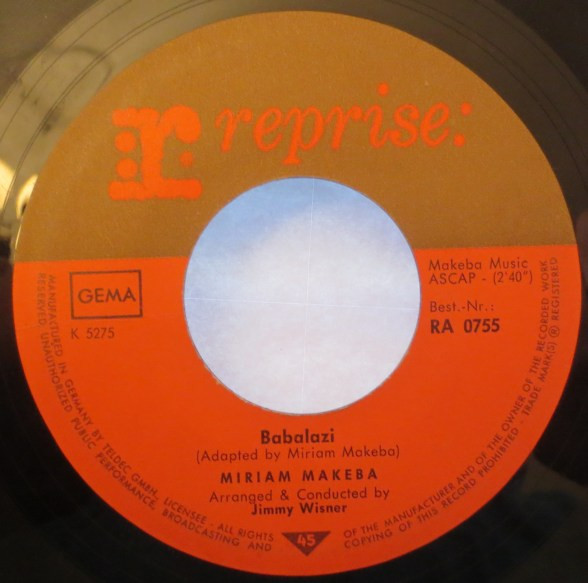 r reprise:
GEMA
K 5275
Makeba Music
ASCAP - (2'40")
Best.-Nr.:
RA 0755
Babalazi
(Adapted by Miriam Makeba)
MIRIAM MAKEBA
Arranged & Conducted by
Jimmy Wisner
45
MANUFACTURED IN GERMANY BY TELDEC GMBH, LICENSEE - ALL RIGHTS OF THE MANUFACTURER AND OF THE OWNER OF THE RECORDED WORK
RESERVED UNAUTHORIZED PUBLIC PERFORMANCE, BROADCASTING AND COPYING OF THIS RECORD PROHIBITED - TRADE MARK(S) ® REGISTERED